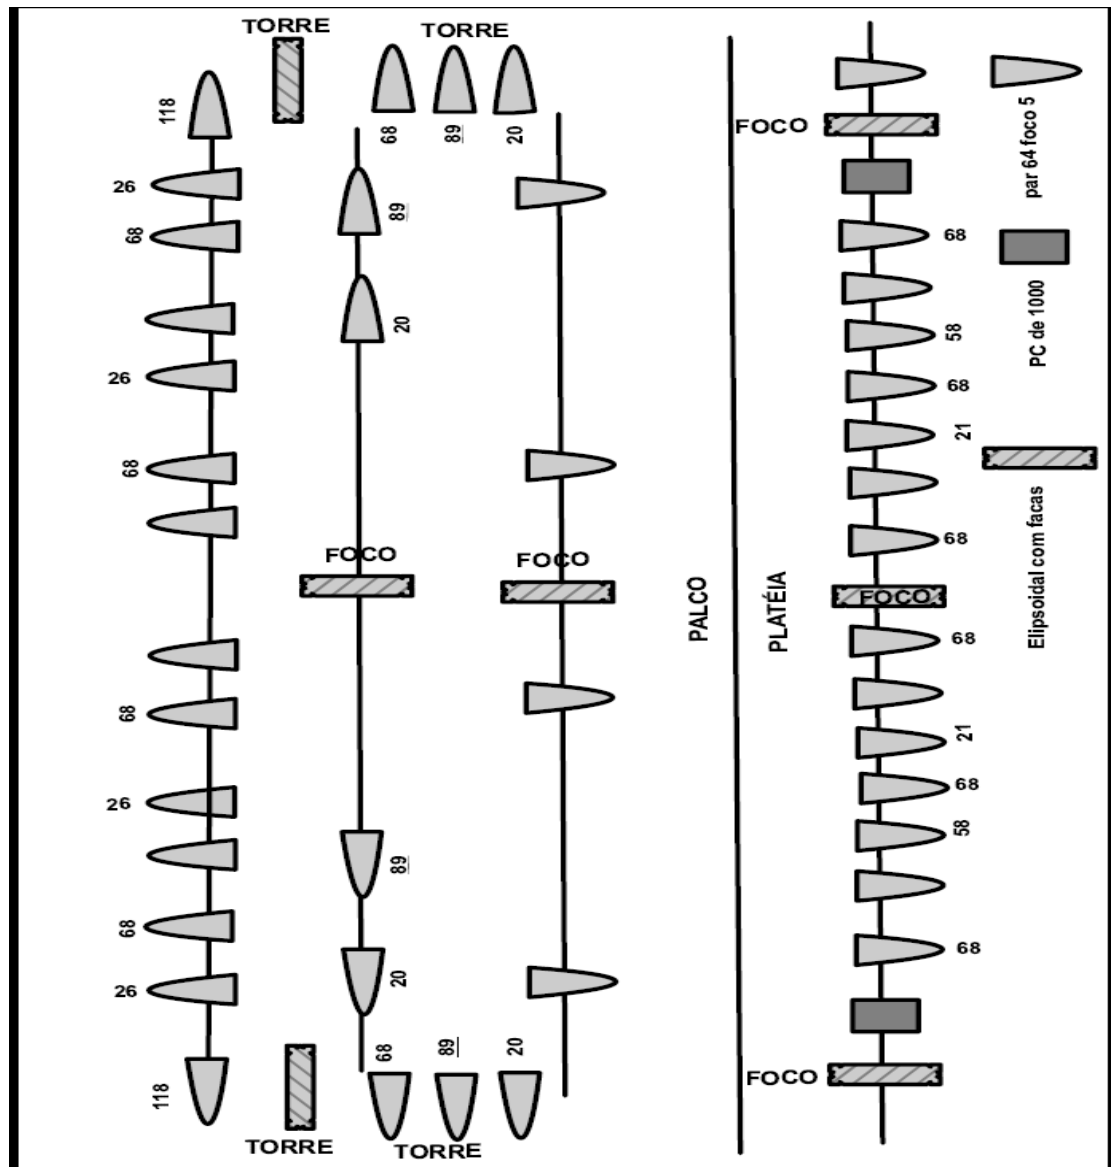 TORRE
TORRE
118
68
89
20
26
68
26
68
68
26
68
26
118
TORRE
89
20
FOCO
89
20
68
89
20
TORRE
FOCO
PALCO
PLATÉIA
FOCO
68
58
68
21
68
FOCO
68
21
68
58
68
FOCO
par 64 foco 5
PC de 1000
Elipsoidal com facas